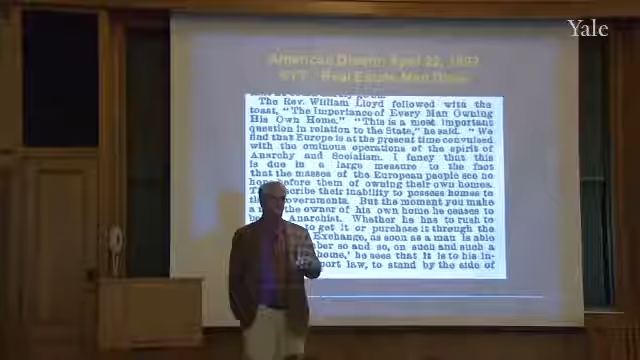 Yale
American Dream: April 22, 1892
NYT "Real Estate Men Dine"
The Rev. William Lloyd followed with the
toast, "The Importance of Every Man Owning
His Own Home." "This is a most important
question in relation to the State," he said. "We
find that Europe is at the present time convulsed
with the ominous operations of the spirit of
Anarchy and Socialism. I fancy that this
is due in a large measure to the fact
that the masses of the European people see no
hope before them of owning their own homes.
scribe their inability to possess homes to
governments. But the moment you make
the owner of his own home he ceases to
Anarchist. Whether he has to rush to
to get it or purchase it through the
Exchange, as soon as a man is able
ber so and so, on such and such a
home,' he sees that it is to his in-
port law, to stand by the side of